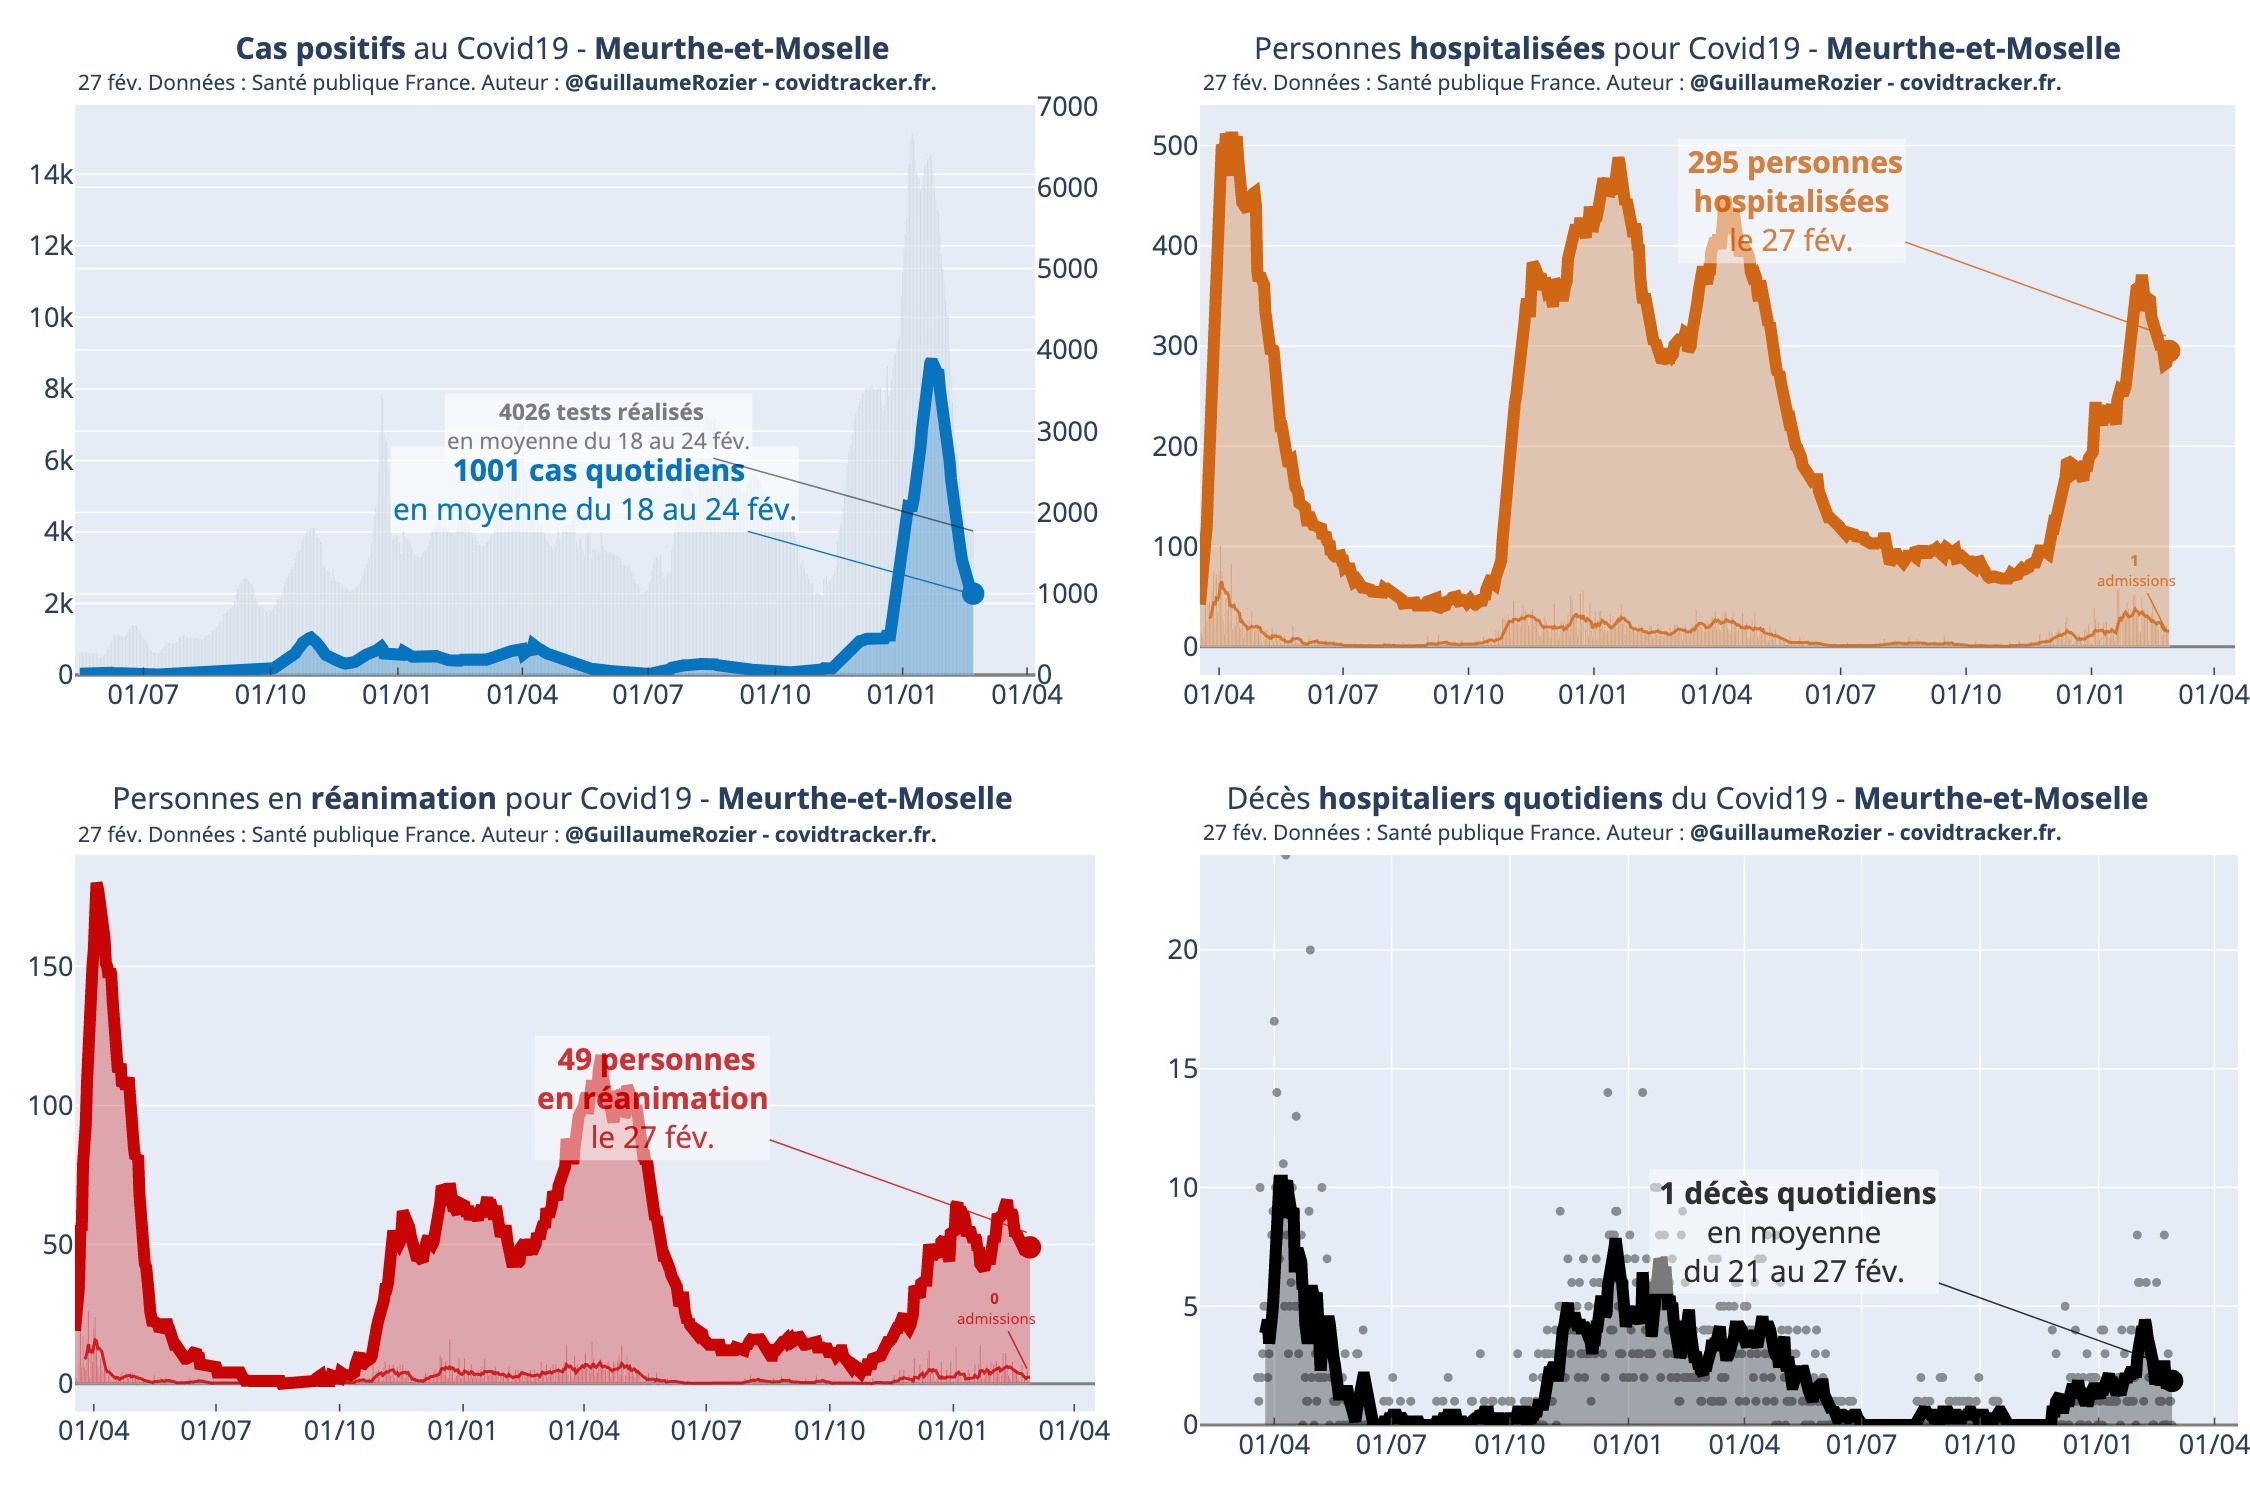 Cas positifs au Covid19 - Meurthe-et-Moselle
27 fév. Données : Santé publique France. Auteur : @GuillaumeRozier - covidtracker.fr.
14k
12k
10k
8k
6k
4k
2k
0
7000
6000
5000
4000
3000
2000
1000
0
4026 tests réalisés
en moyenne du 18 au 24 fév.
1001 cas quotidiens
en moyenne du 18 au 24 fév.
01/07 01/10 01/01 01/04 01/07 01/10 01/01 01/04
Personnes hospitalisées pour Covid19 - Meurthe-et-Moselle
27 fév. Données : Santé publique France. Auteur : @GuillaumeRozier - covidtracker.fr.
500
400
300
200
100
0
295 personnes
hospitalisées
le 27 fév.
1
admissions
01/04 01/07 01/10 01/01 01/04 01/07 01/10 01/01 01/04
Personnes en réanimation pour Covid19 - Meurthe-et-Moselle
27 fév. Données : Santé publique France. Auteur : @GuillaumeRozier - covidtracker.fr.
150
100
50
0
49 personnes
en réanimation
le 27 fév.
0
admissions
01/04 01/07 01/10 01/01 01/04 01/07 01/10 01/01 01/04
Décès hospitaliers quotidiens du Covid19 - Meurthe-et-Moselle
27 fév. Données : Santé publique France. Auteur : @GuillaumeRozier - covidtracker.fr.
20
15
10
5
0
1 décès quotidiens
en moyenne
du 21 au 27 fév.
01/04 01/07 01/10 01/01 01/04 01/07 01/10 01/01 01/04